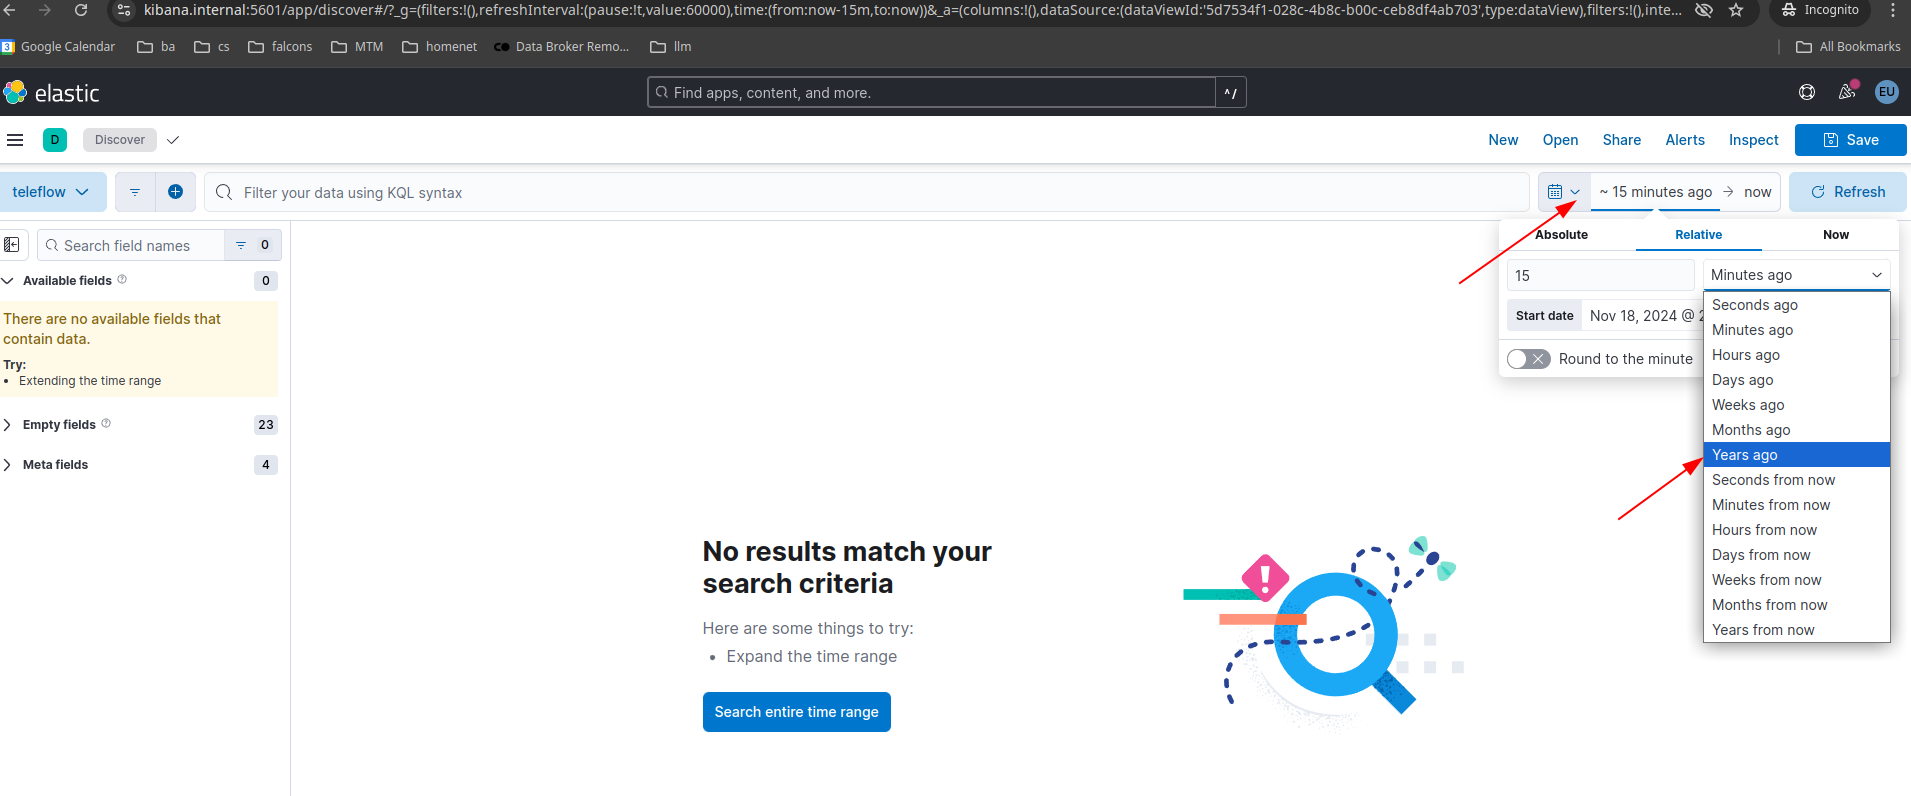 kibana.internal:5601/app/discover#/?_g=(filters:!(),refreshInterval:(pause:!t,value:60000),time:(from:now-15m,to:now))&_a=(columns:!(),dataSource:(dataViewId:'5d7534f1-028c-4b8c-b00c-ceb8df4ab703',type:dataView),filters:!(),inte...
Incognito
Google Calendar
ba
cs
falcons
MTM
homenet
Data Broker Remo...
llm
All Bookmarks
elastic
Find apps, content, and more.
^/
EU
D
Discover
New
Open
Share
Alerts
Inspect
Save
teleflow
Filter your data using KQL syntax
~ 15 minutes ago → now
Refresh
Search field names
0
Absolute
Relative
Now
15
Minutes ago
Start date
Nov 18, 2024 @ 2
Round to the minute
Seconds ago
Minutes ago
Hours ago
Days ago
Weeks ago
Months ago
Years ago
Seconds from now
Minutes from now
Hours from now
Days from now
Weeks from now
Months from now
Years from now
Available fields
0
There are no available fields that
contain data.
Try:
• Extending the time range
Empty fields
23
Meta fields
4
No results match your
search criteria
Here are some things to try:
• Expand the time range
Search entire time range